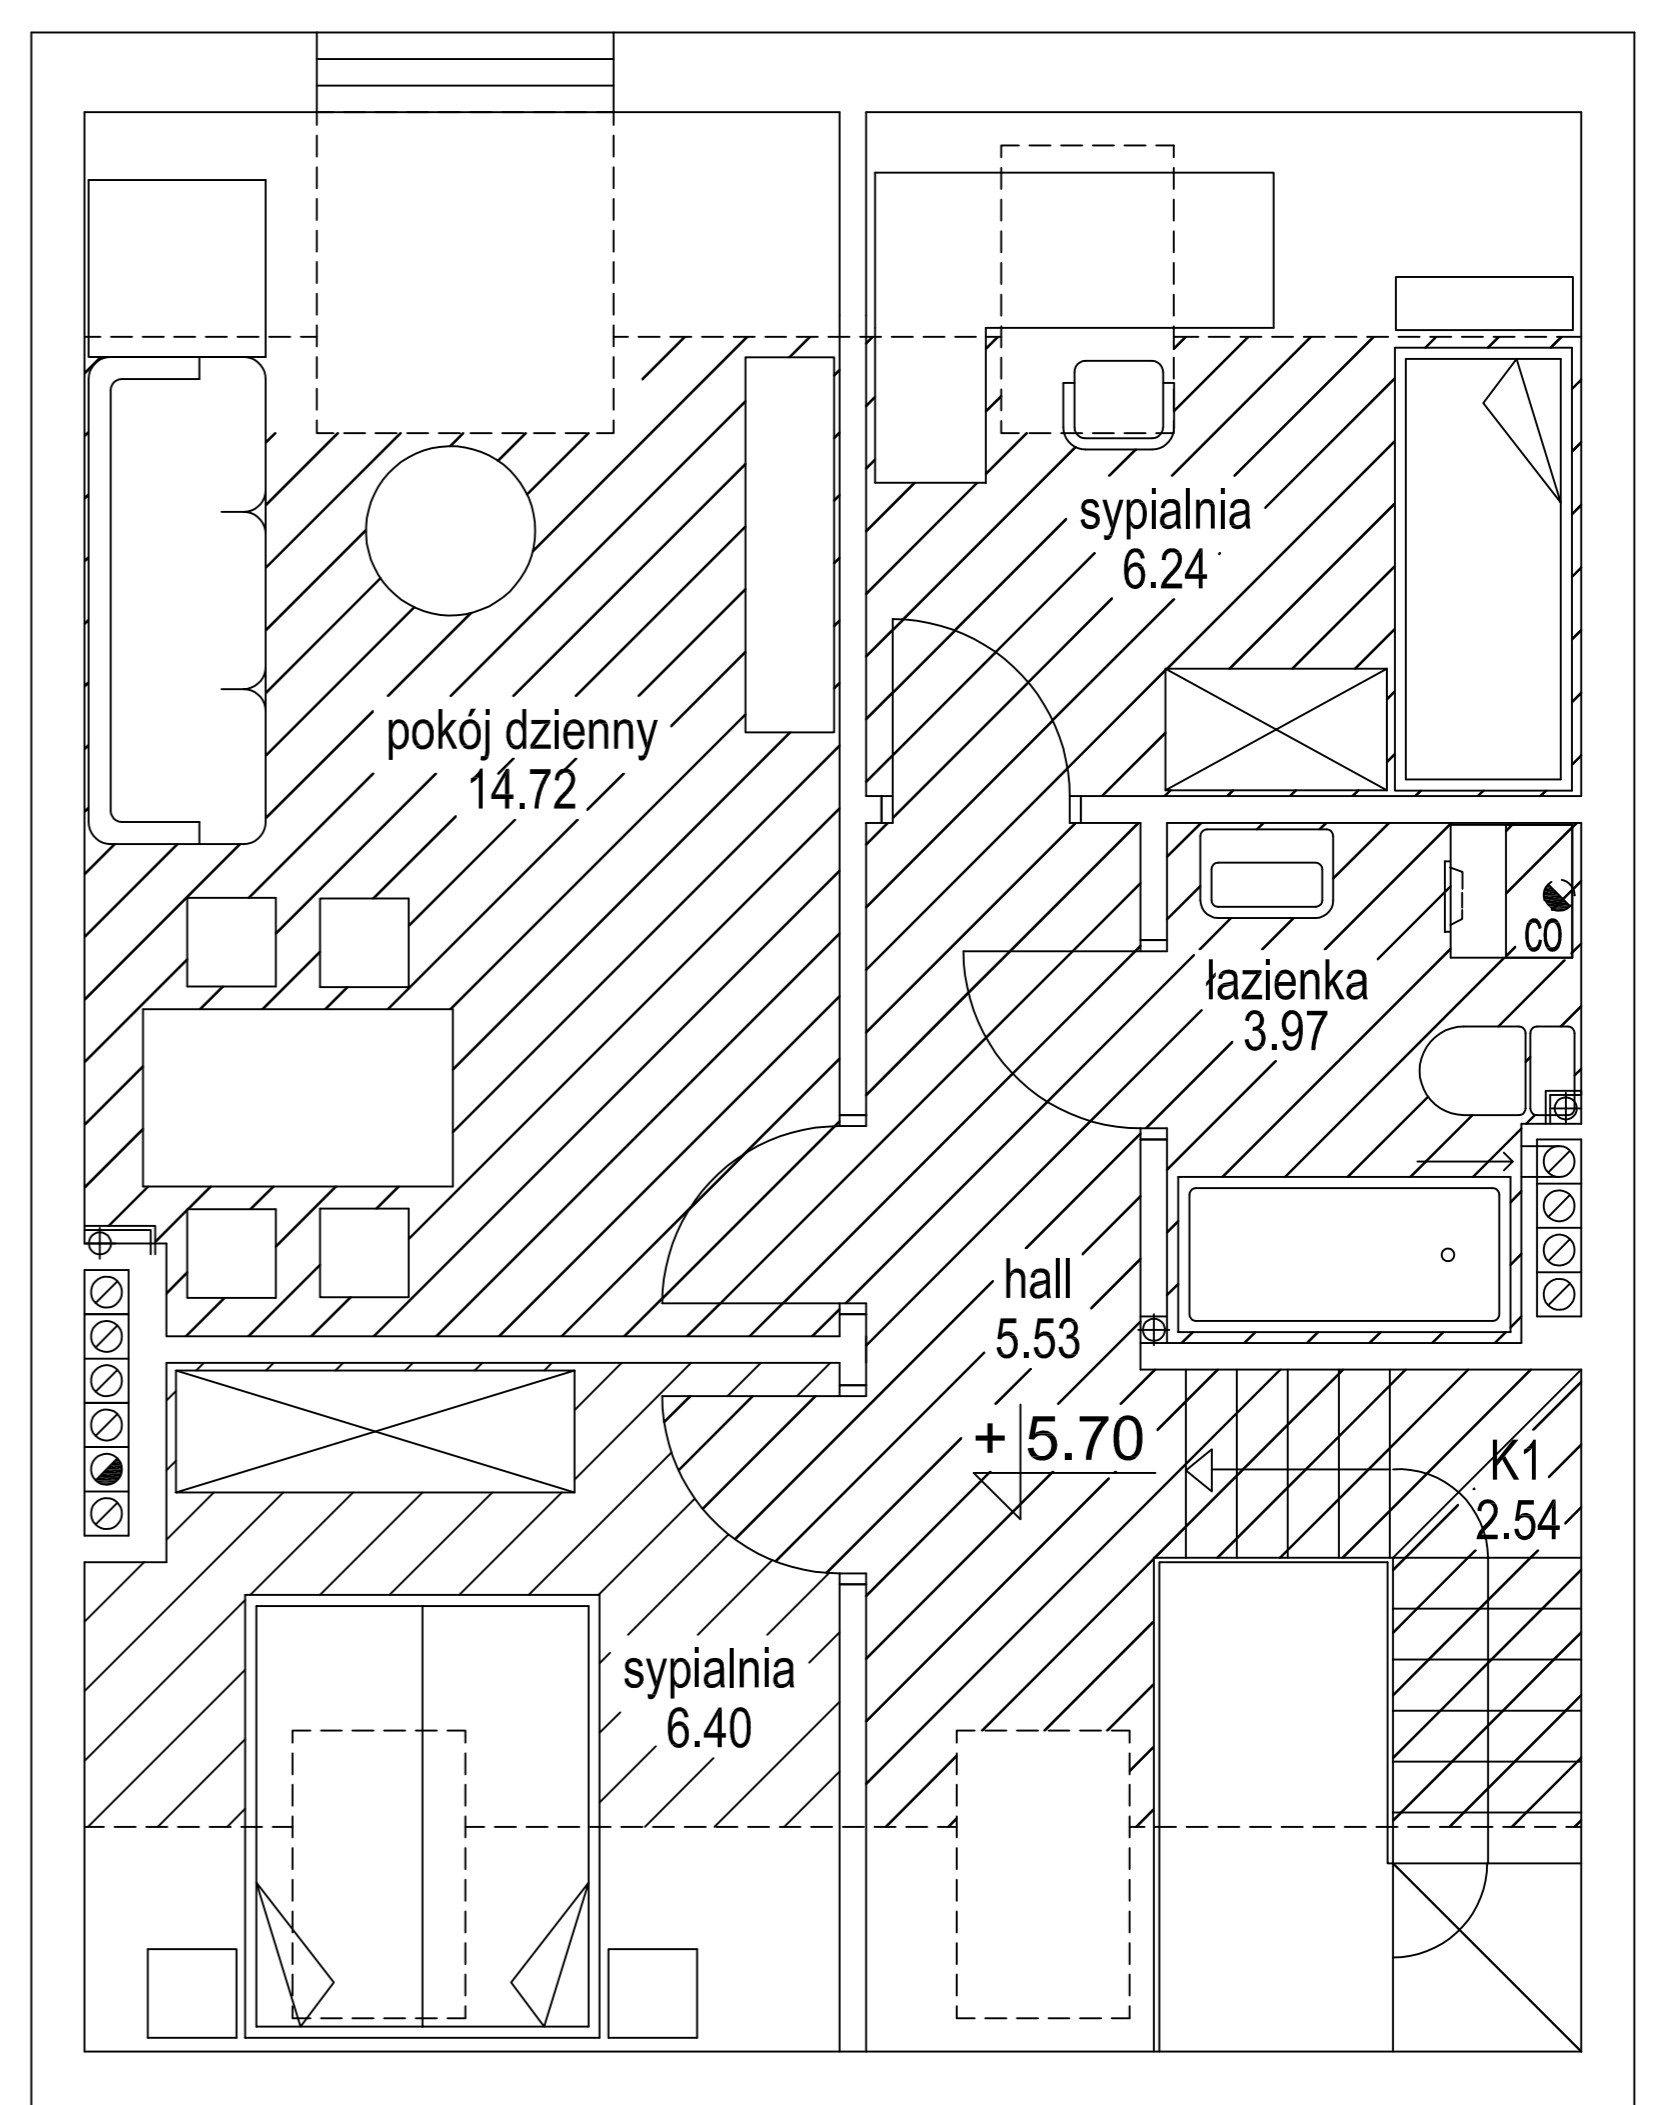 sypialnia
6.24
pokój dzienny
14.72
co
łazienka
3.97
hall
5.53
+ 5.70
K1
2.54
sypialnia
6.40